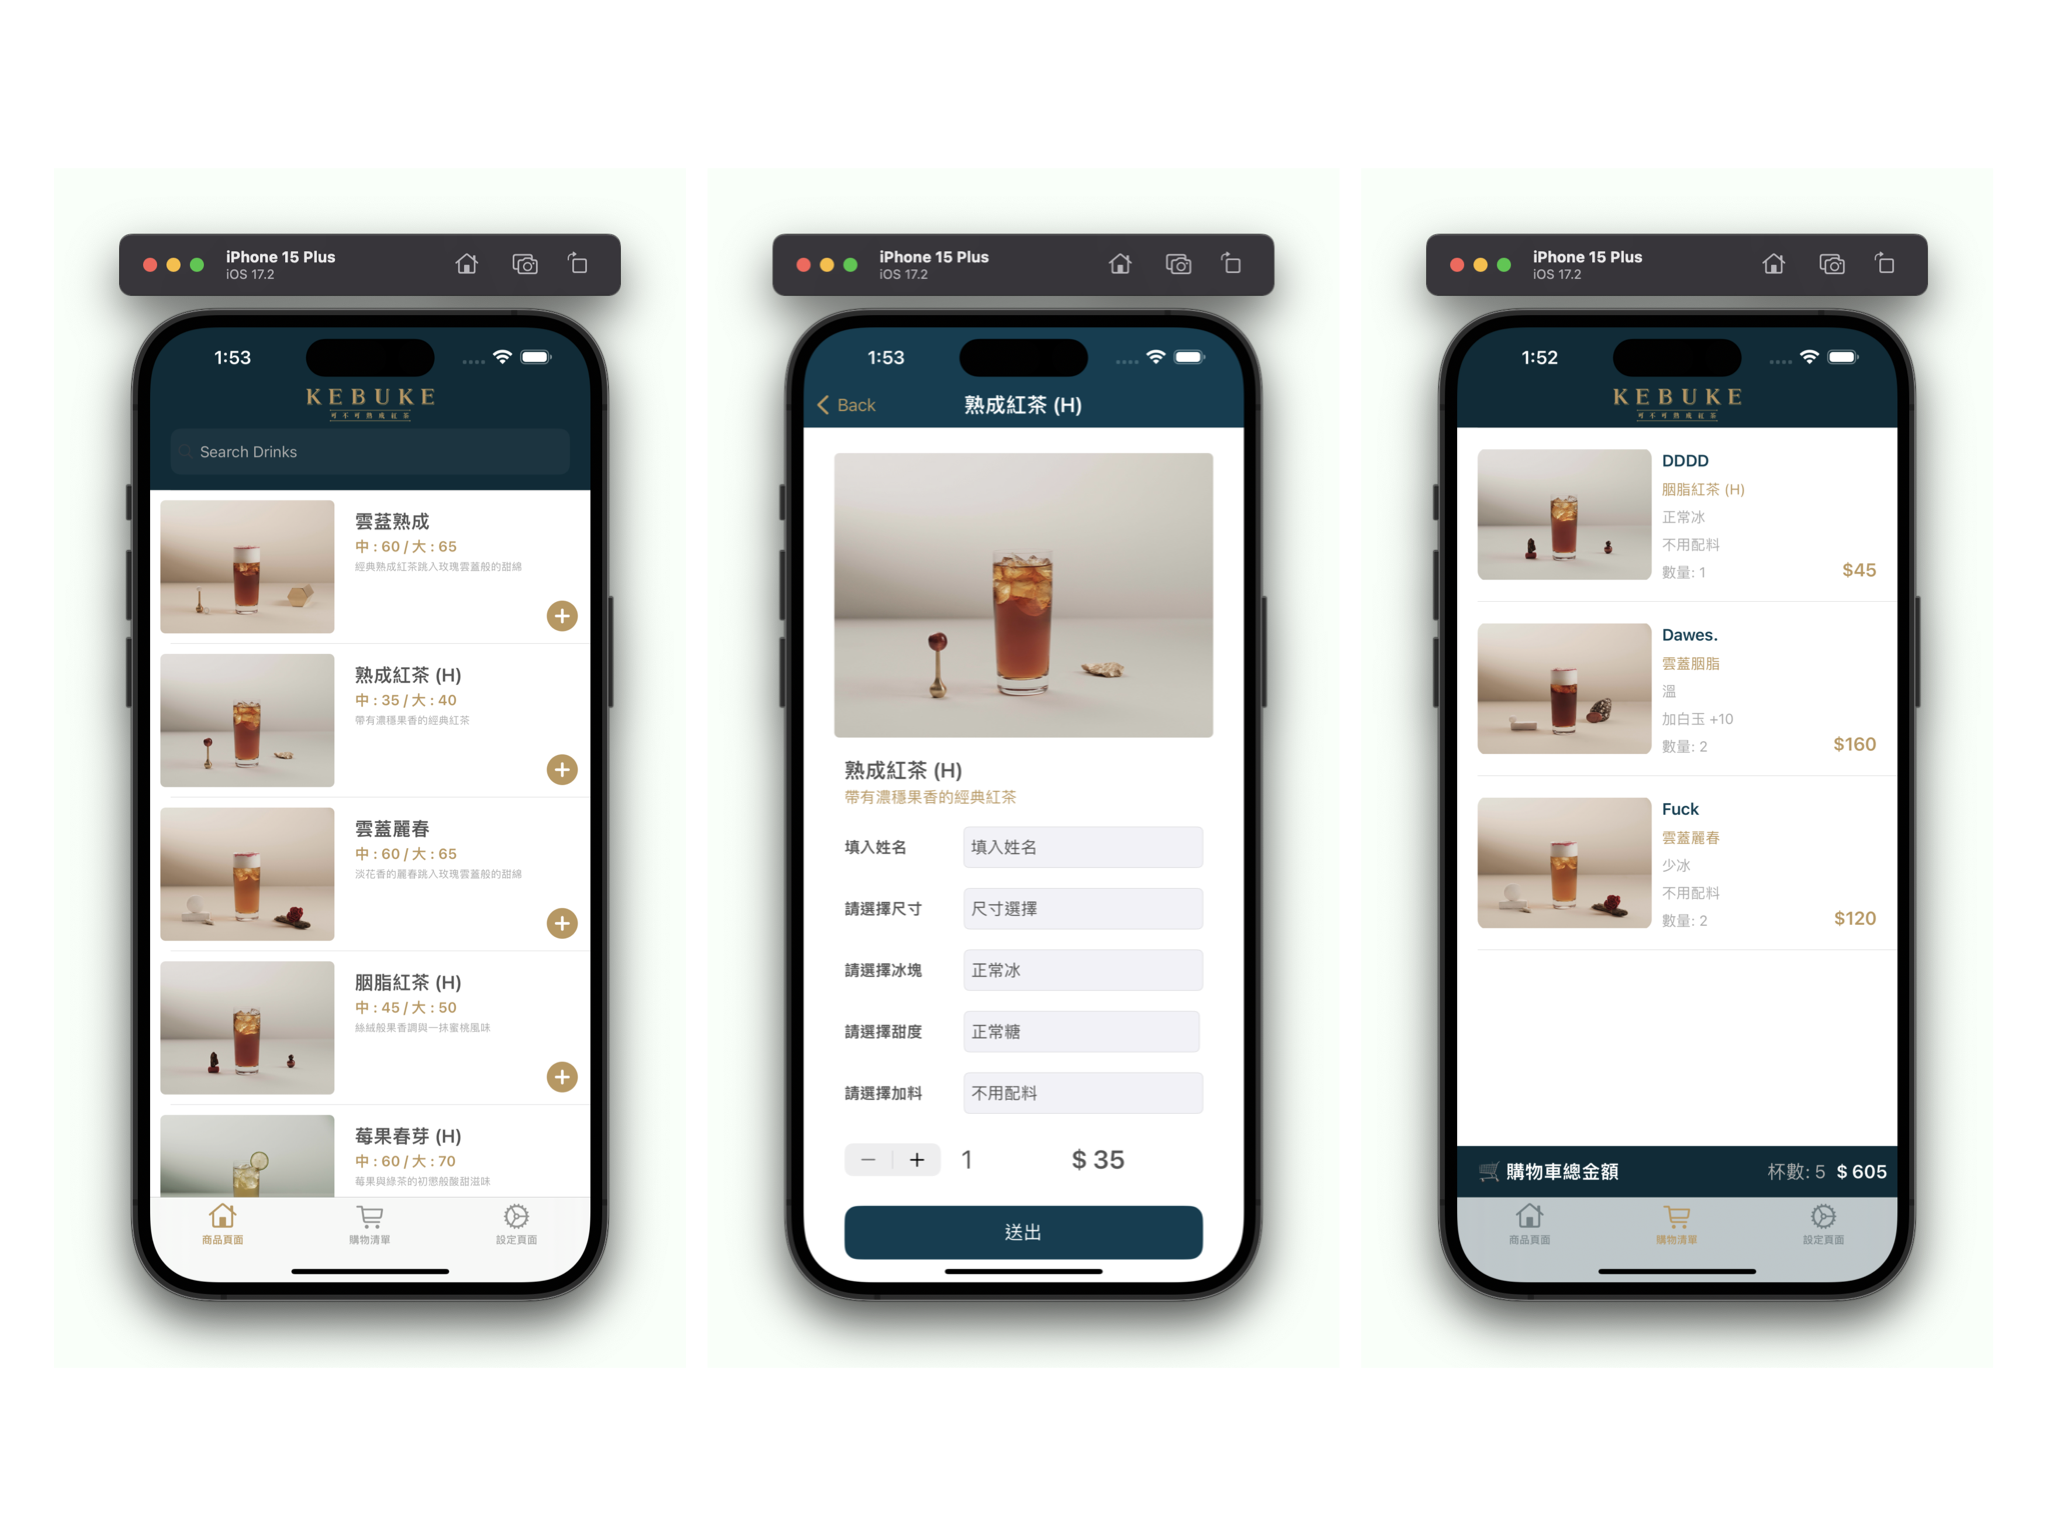 iPhone 15 Plus
iOS 17.2
1:53
KEBUKE
可不可熟成紅茶
Search Drinks
雲蓋熟成
中 : 60 / 大 : 65
經典熟成紅茶跳入玫瑰雲蓋般的甜綿
熟成紅茶 (H)
中 : 35 / 大 : 40
帶有濃穩果香的經典紅茶
雲蓋麗春
中 : 60 / 大 : 65
淡花香的麗春跳入玫瑰雲蓋般的甜綿
胭脂紅茶 (H)
中 : 45 / 大 : 50
絲絨般果香調與一抹蜜桃風味
莓果春芽 (H)
中 : 60 / 大 : 70
莓果與綠茶的初戀般酸甜滋味
商品頁面
購物清單
設定頁面
iPhone 15 Plus
iOS 17.2
1:53
Back
熟成紅茶 (H)
熟成紅茶 (H)
帶有濃穩果香的經典紅茶
填入姓名 填入姓名
請選擇尺寸 尺寸選擇
請選擇冰塊 正常冰
請選擇甜度 正常糖
請選擇加料 不用配料
− + 1 $ 35
送出
iPhone 15 Plus
iOS 17.2
1:52
KEBUKE
可不可熟成紅茶
DDDD
胭脂紅茶 (H)
正常冰
不用配料
數量: 1 $45
Dawes.
雲蓋胭脂
溫
加白玉 +10
數量: 2 $160
Fuck
雲蓋麗春
少冰
不用配料
數量: 2 $120
購物車總金額 杯數: 5 $ 605
商品頁面
購物清單
設定頁面